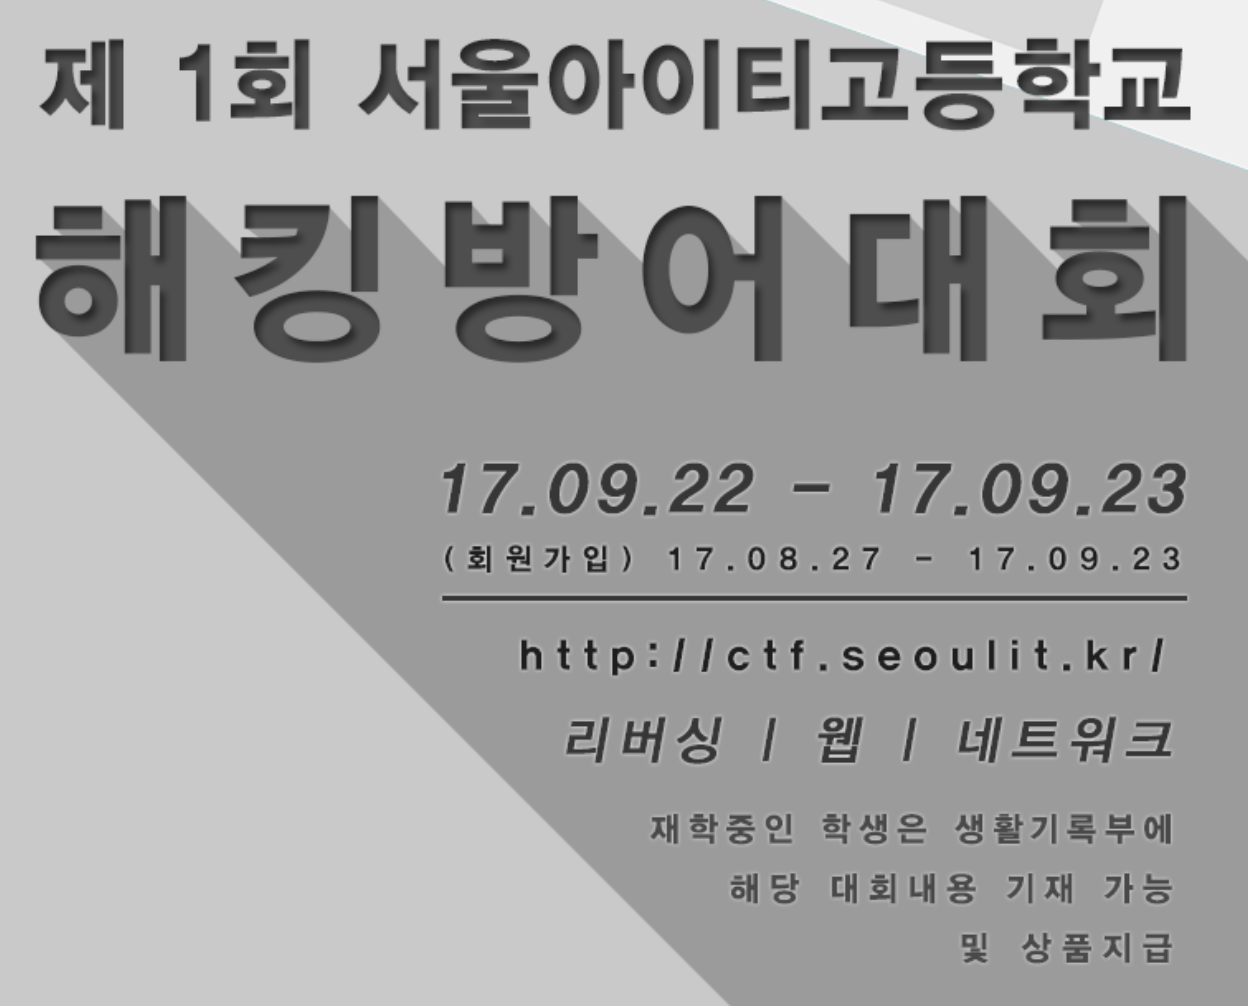 제 1회 서울아이티고등학교
해킹방어대회
17.09.22 - 17.09.23
(회원가입) 17.08.27 - 17.09.23
http://ctf.seoulit.kr/
리버싱 / 웹 / 네트워크
재학중인 학생은 생활기록부에
해당 대회내용 기재 가능
및 상품지급